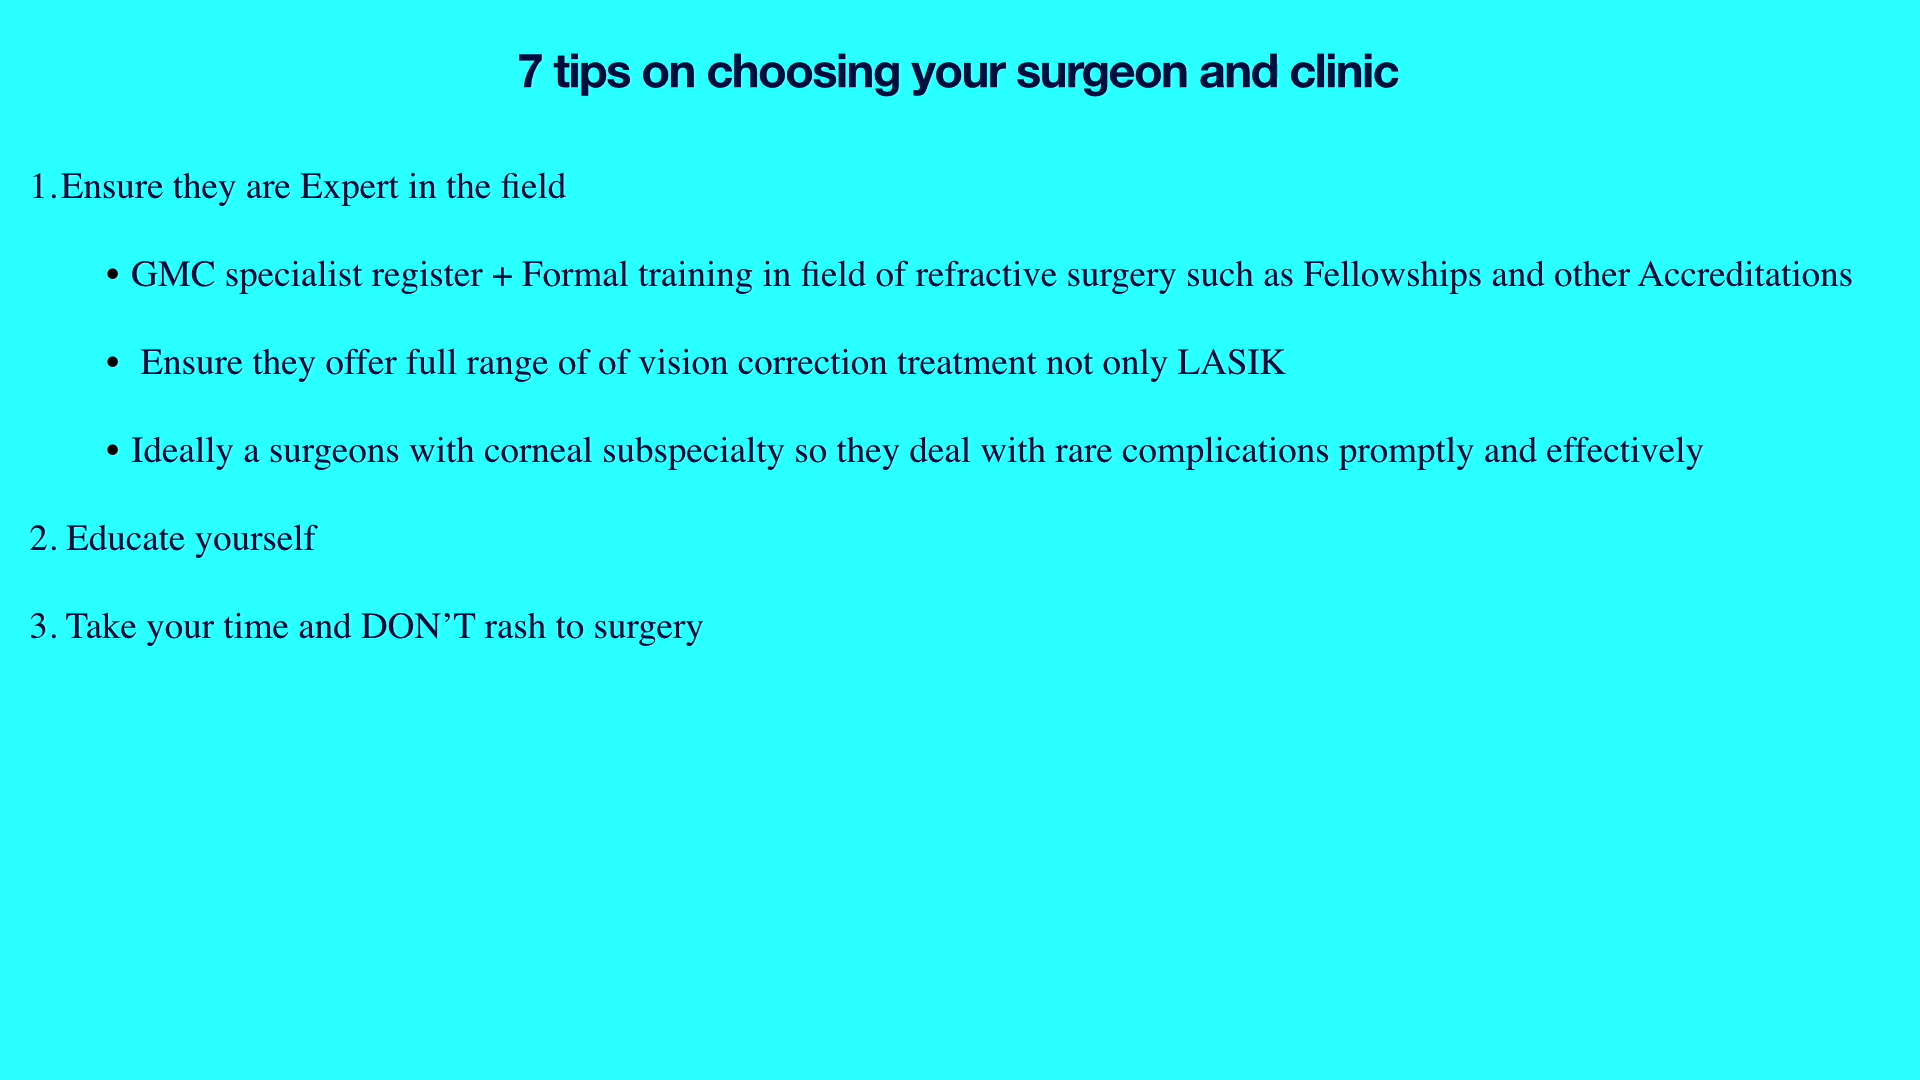 7 tips on choosing your surgeon and clinic
1. Ensure they are Expert in the field
• GMC specialist register + Formal training in field of refractive surgery such as Fellowships and other Accreditations
• Ensure they offer full range of of vision correction treatment not only LASIK
• Ideally a surgeons with corneal subspecialty so they deal with rare complications promptly and effectively
2. Educate yourself
3. Take your time and DON’T rash to surgery